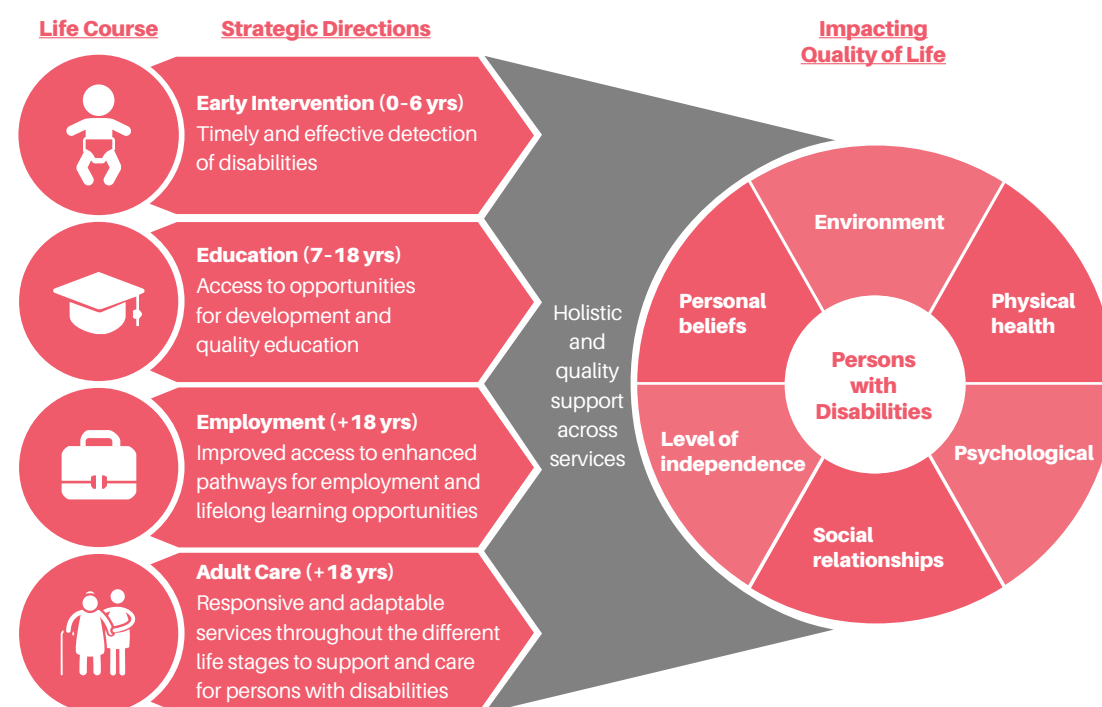 Life Course
Strategic Directions
Impacting
Quality of Life
Early Intervention (0-6 yrs)
Timely and effective detection
of disabilities
Education (7-18 yrs)
Access to opportunities
for development and
quality education
Employment (+18 yrs)
Improved access to enhanced
pathways for employment and
lifelong learning opportunities
Adult Care (+18 yrs)
Responsive and adaptable
services throughout the different
life stages to support and care
for persons with disabilities
Holistic
and
quality
support
across
services
Environment
Personal
beliefs
Physical
health
Persons
with
Disabilities
Level of
independence
Psychological
Social
relationships